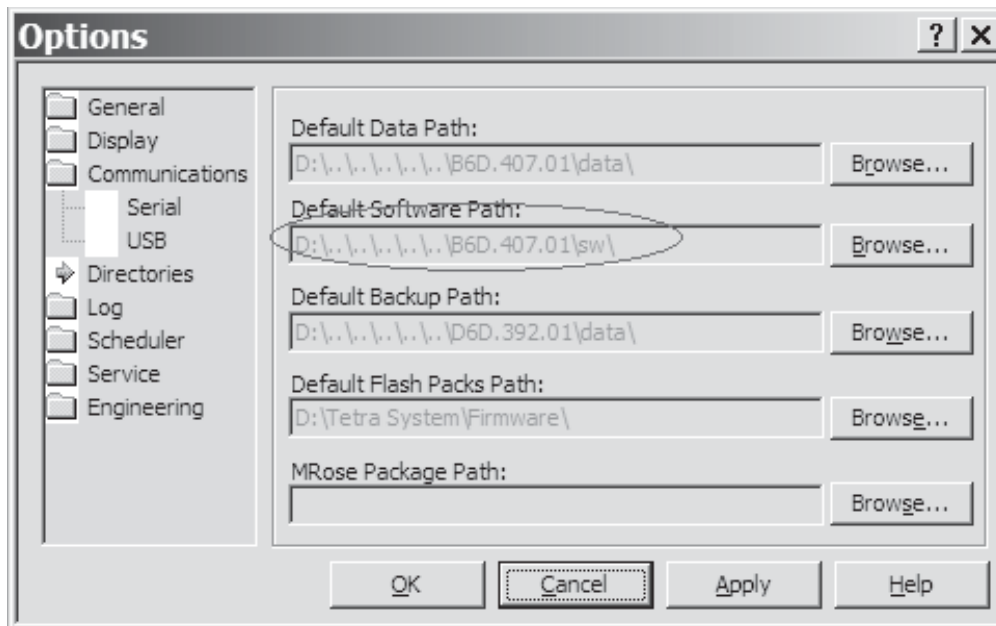 Options
General
Display
Communications
Serial
USB
Directories
Log
Scheduler
Service
Engineering
Default Data Path:
D:\..\..\..\..\..\B6D.407.01\data\
Browse...
Default Software Path:
D:\..\..\..\..\..\B6D.407.01\sw\
Browse...
Default Backup Path:
D:\..\..\..\..\..\D6D.392.01\data\
Browse...
Default Flash Packs Path:
D:\Tetra System\Firmware\
Browse...
MRose Package Path:
Browse...
OK
Cancel
Apply
Help